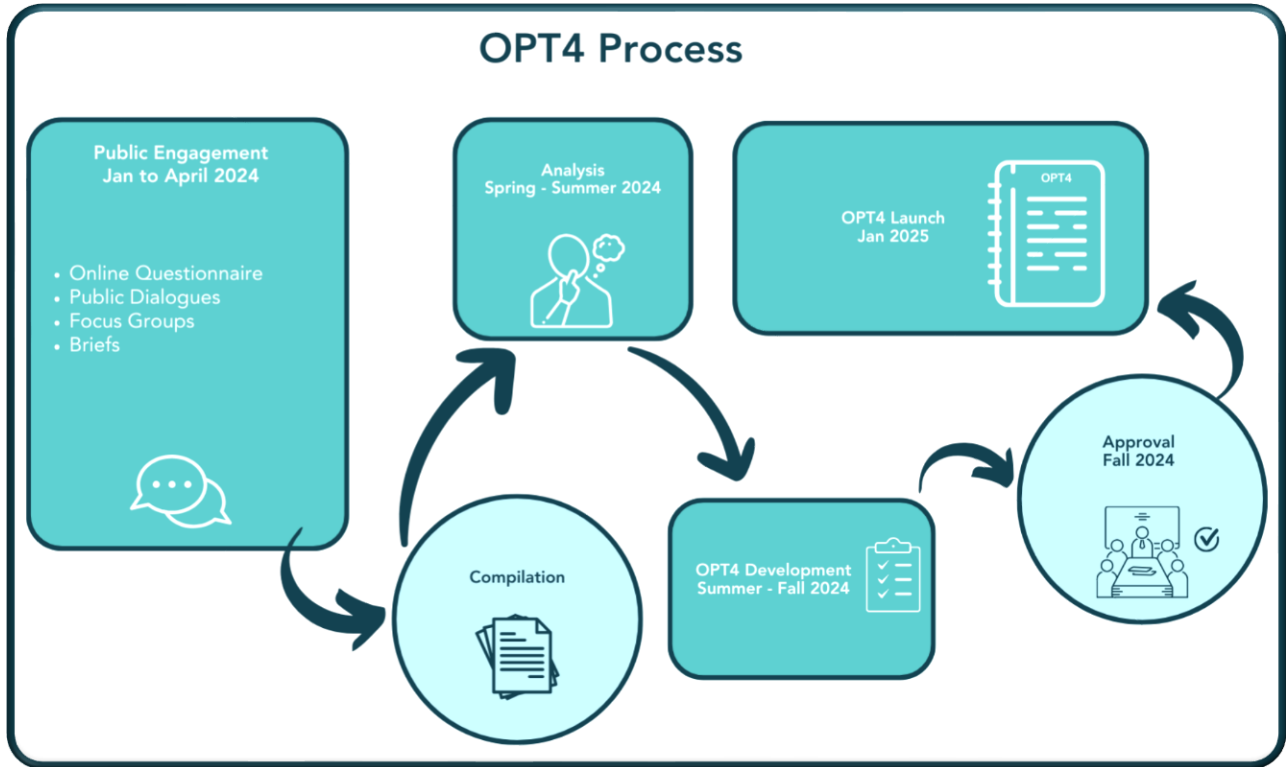 OPT4 Process
Public Engagement
Jan to April 2024
• Online Questionnaire
• Public Dialogues
• Focus Groups
• Briefs
Compilation
Analysis
Spring - Summer 2024
OPT4 Development
Summer - Fall 2024
Approval
Fall 2024
OPT4 Launch
Jan 2025
OPT4